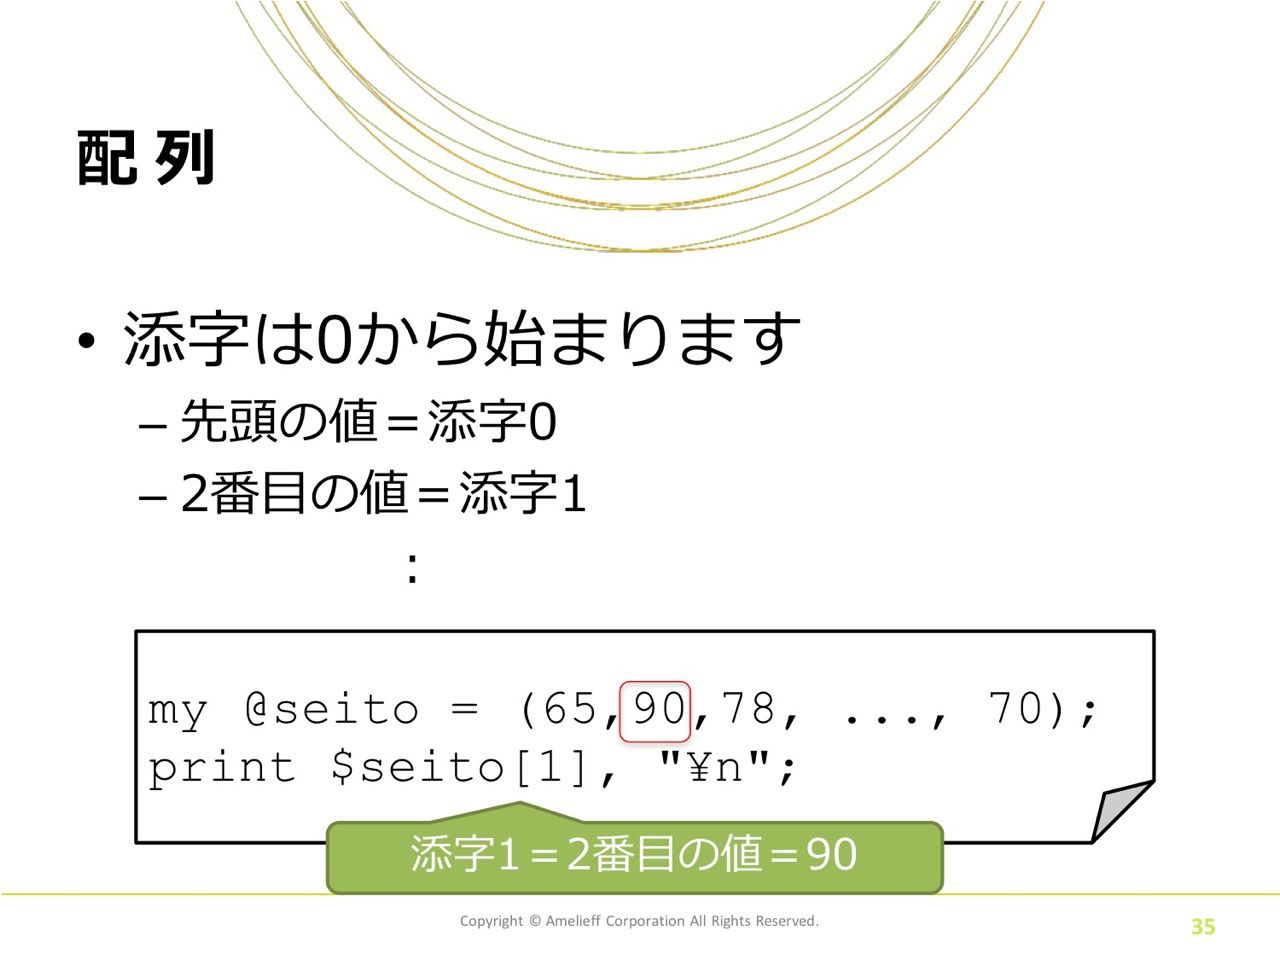 配列
• 添字は0から始まります
– 先頭の値＝添字0
– 2番目の値＝添字1
：
my @seito = (65,90,78, ..., 70);
print $seito[1], "¥n";
添字1＝2番目の値＝90
Copyright © Amelieff Corporation All Rights Reserved.
35